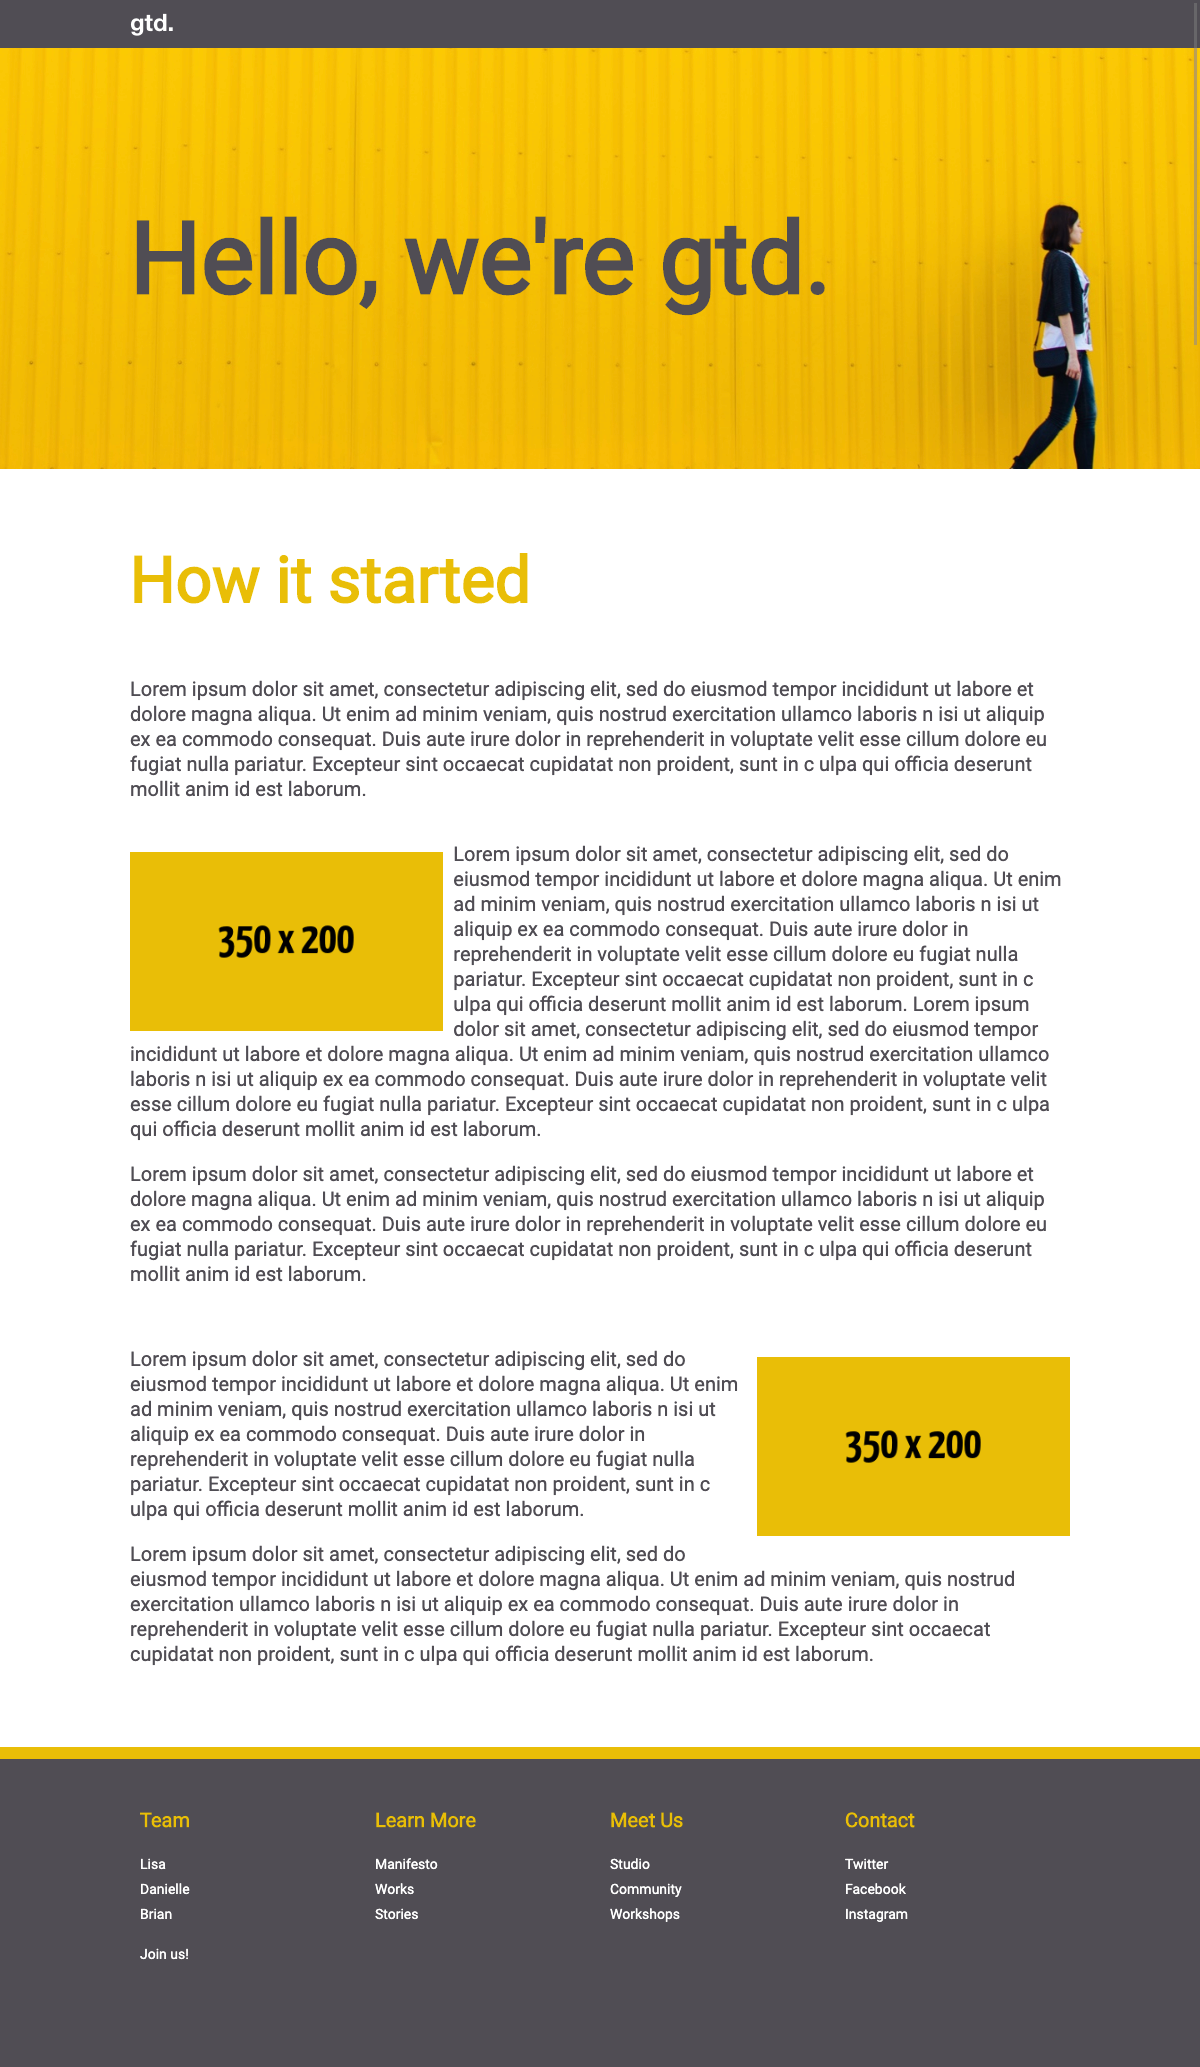 gtd.
Hello, we're gtd.
How it started
Lorem ipsum dolor sit amet, consectetur adipiscing elit, sed do eiusmod tempor incididunt ut labore et
dolore magna aliqua. Ut enim ad minim veniam, quis nostrud exercitation ullamco laboris n isi ut aliquip
ex ea commodo consequat. Duis aute irure dolor in reprehenderit in voluptate velit esse cillum dolore eu
fugiat nulla pariatur. Excepteur sint occaecat cupidatat non proident, sunt in c ulpa qui officia deserunt
mollit anim id est laborum.
350 x 200
Lorem ipsum dolor sit amet, consectetur adipiscing elit, sed do
eiusmod tempor incididunt ut labore et dolore magna aliqua. Ut enim
ad minim veniam, quis nostrud exercitation ullamco laboris n isi ut
aliquip ex ea commodo consequat. Duis aute irure dolor in
reprehenderit in voluptate velit esse cillum dolore eu fugiat nulla
pariatur. Excepteur sint occaecat cupidatat non proident, sunt in c
ulpa qui officia deserunt mollit anim id est laborum. Lorem ipsum
dolor sit amet, consectetur adipiscing elit, sed do eiusmod tempor
incididunt ut labore et dolore magna aliqua. Ut enim ad minim veniam, quis nostrud exercitation ullamco
laboris n isi ut aliquip ex ea commodo consequat. Duis aute irure dolor in reprehenderit in voluptate velit
esse cillum dolore eu fugiat nulla pariatur. Excepteur sint occaecat cupidatat non proident, sunt in c ulpa
qui officia deserunt mollit anim id est laborum.
Lorem ipsum dolor sit amet, consectetur adipiscing elit, sed do eiusmod tempor incididunt ut labore et
dolore magna aliqua. Ut enim ad minim veniam, quis nostrud exercitation ullamco laboris n isi ut aliquip
ex ea commodo consequat. Duis aute irure dolor in reprehenderit in voluptate velit esse cillum dolore eu
fugiat nulla pariatur. Excepteur sint occaecat cupidatat non proident, sunt in c ulpa qui officia deserunt
mollit anim id est laborum.
Lorem ipsum dolor sit amet, consectetur adipiscing elit, sed do
eiusmod tempor incididunt ut labore et dolore magna aliqua. Ut enim
ad minim veniam, quis nostrud exercitation ullamco laboris n isi ut
aliquip ex ea commodo consequat. Duis aute irure dolor in
reprehenderit in voluptate velit esse cillum dolore eu fugiat nulla
pariatur. Excepteur sint occaecat cupidatat non proident, sunt in c
ulpa qui officia deserunt mollit anim id est laborum.
350 x 200
Lorem ipsum dolor sit amet, consectetur adipiscing elit, sed do
eiusmod tempor incididunt ut labore et dolore magna aliqua. Ut enim ad minim veniam, quis nostrud
exercitation ullamco laboris n isi ut aliquip ex ea commodo consequat. Duis aute irure dolor in
reprehenderit in voluptate velit esse cillum dolore eu fugiat nulla pariatur. Excepteur sint occaecat
cupidatat non proident, sunt in c ulpa qui officia deserunt mollit anim id est laborum.
Team
Lisa
Danielle
Brian
Join us!
Learn More
Manifesto
Works
Stories
Meet Us
Studio
Community
Workshops
Contact
Twitter
Facebook
Instagram